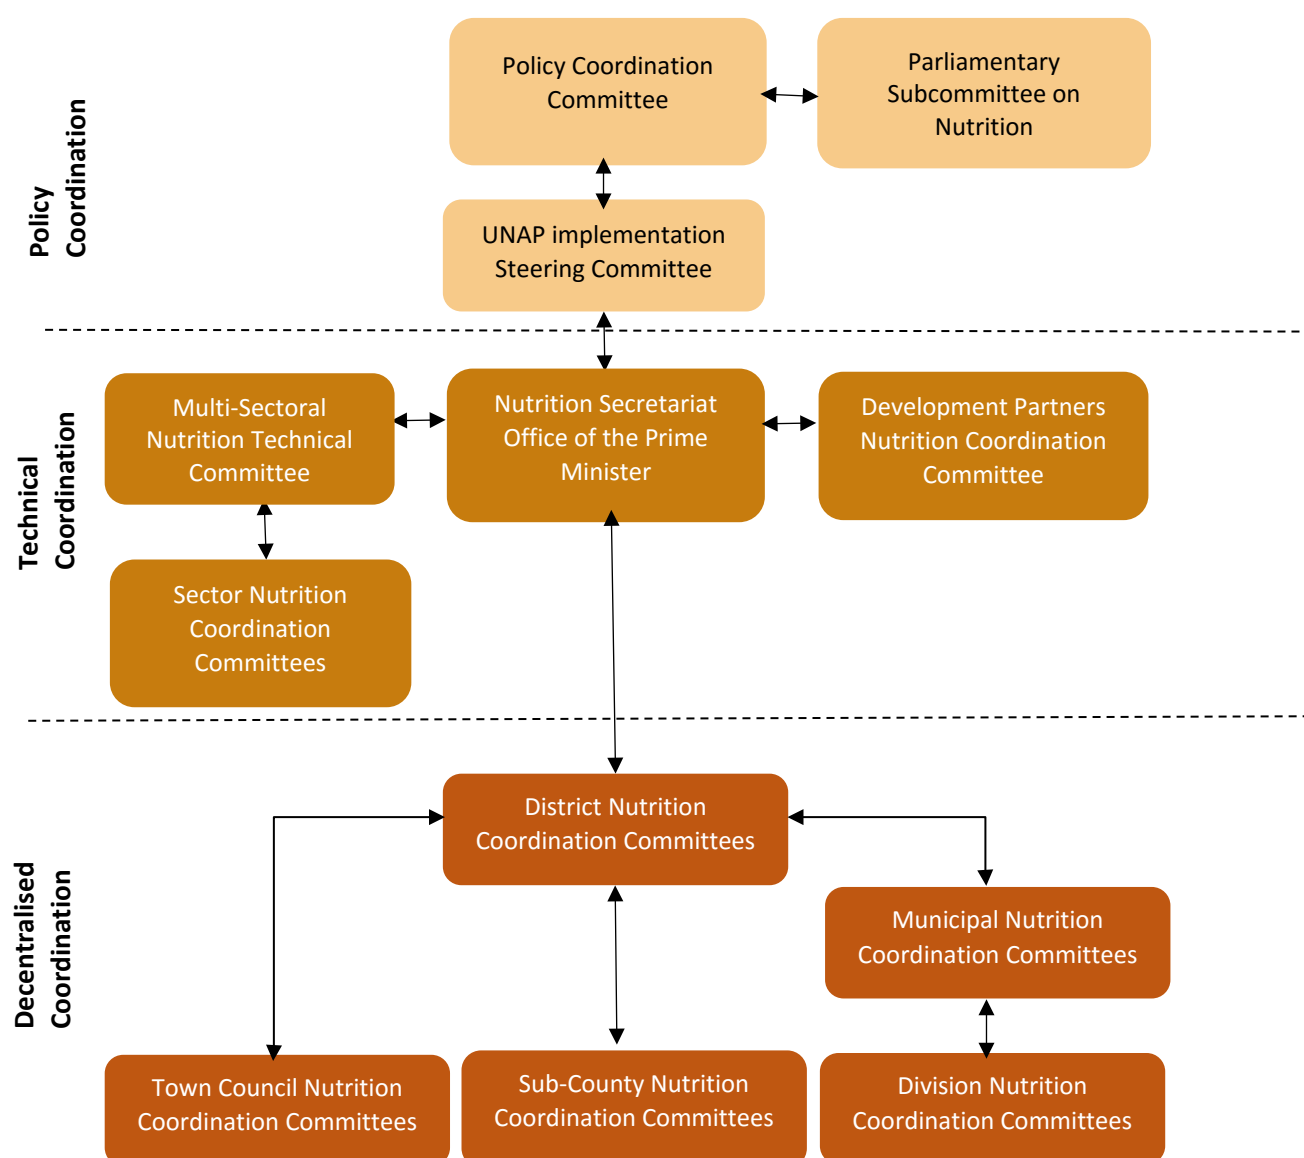 Policy
Coordination
Policy Coordination
Committee
Parliamentary
Subcommittee on
Nutrition
UNAP implementation
Steering Committee
Technical
Coordination
Multi-Sectoral
Nutrition Technical
Committee
Nutrition Secretariat
Office of the Prime
Minister
Development Partners
Nutrition Coordination
Committee
Sector Nutrition
Coordination
Committees
Decentralised
Coordination
District Nutrition
Coordination Committees
Municipal Nutrition
Coordination Committees
Town Council Nutrition
Coordination Committees
Sub-County Nutrition
Coordination Committees
Division Nutrition
Coordination Committees